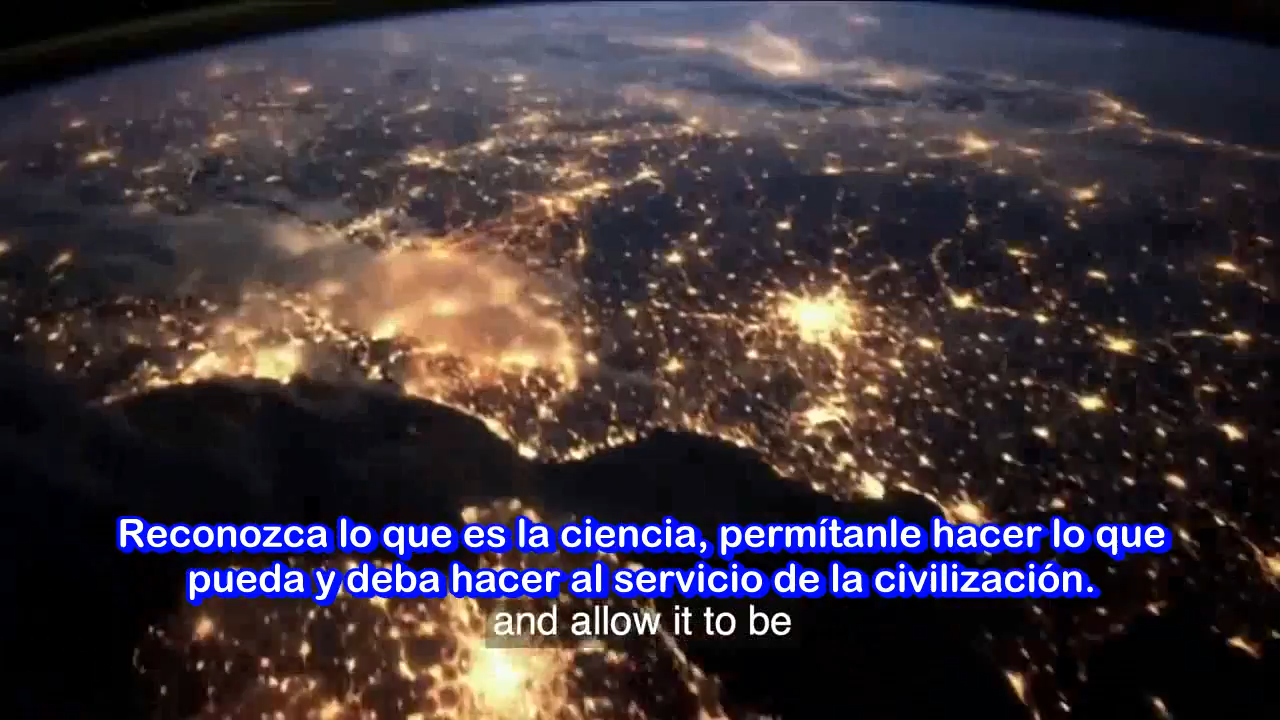 Reconozca lo que es la ciencia, permítanle hacer lo que
pueda y deba hacer al servicio de la civilización.
and allow it to be